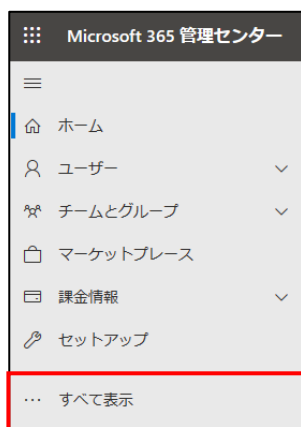 Microsoft 365 管理センター
ホーム
ユーザー
チームとグループ
マーケットプレース
課金情報
セットアップ
… すべて表示